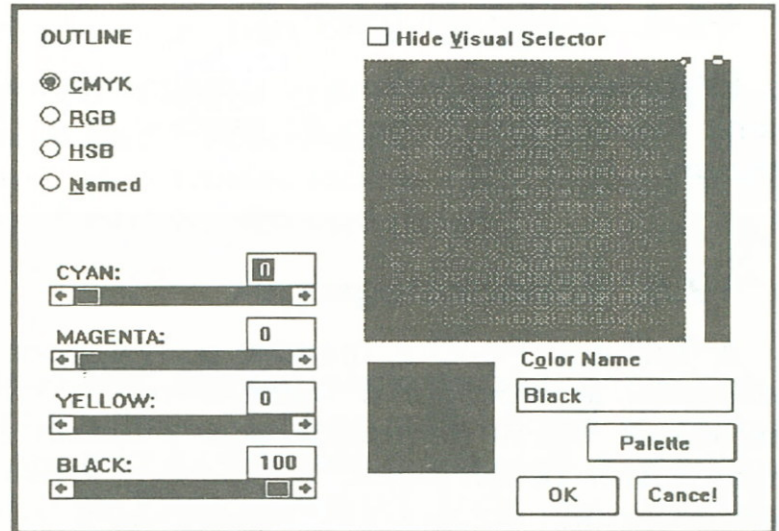 OUTLINE
Hide Visual Selector
CMYK
RGB
HSB
Named
CYAN: 0
MAGENTA: 0
YELLOW: 0
BLACK: 100
Color Name
Black
Palette
OK Cancel